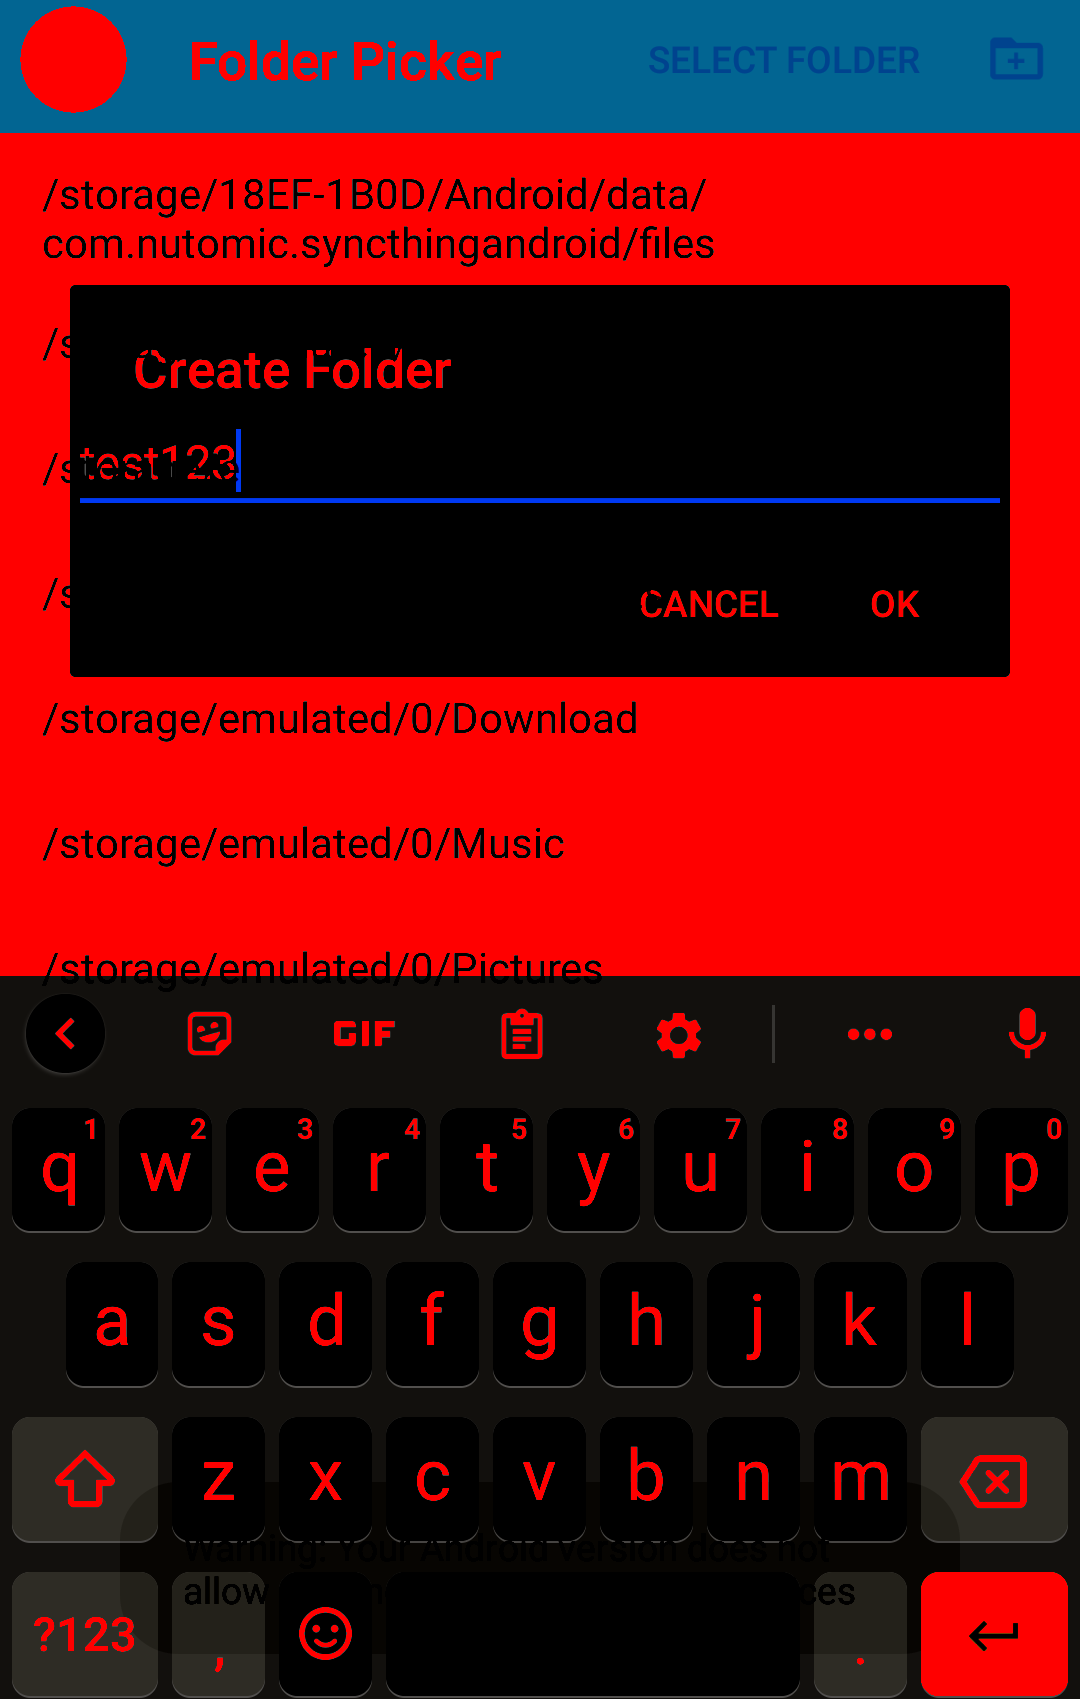 Folder Picker SELECT FOLDER
/storage/18EF-1B0D/Android/data/
com.nutomic.syncthingandroid/files
Create Folder
test123
CANCEL OK
/storage/emulated/0/Download
/storage/emulated/0/Music
/storage/emulated/0/Pictures
GIF
1 2 3 4 5 6 7 8 9 0
q w e r t y u i o p
a s d f g h j k l
z x c v b n m
Warning: Your Android version does not
allow
?123 , .